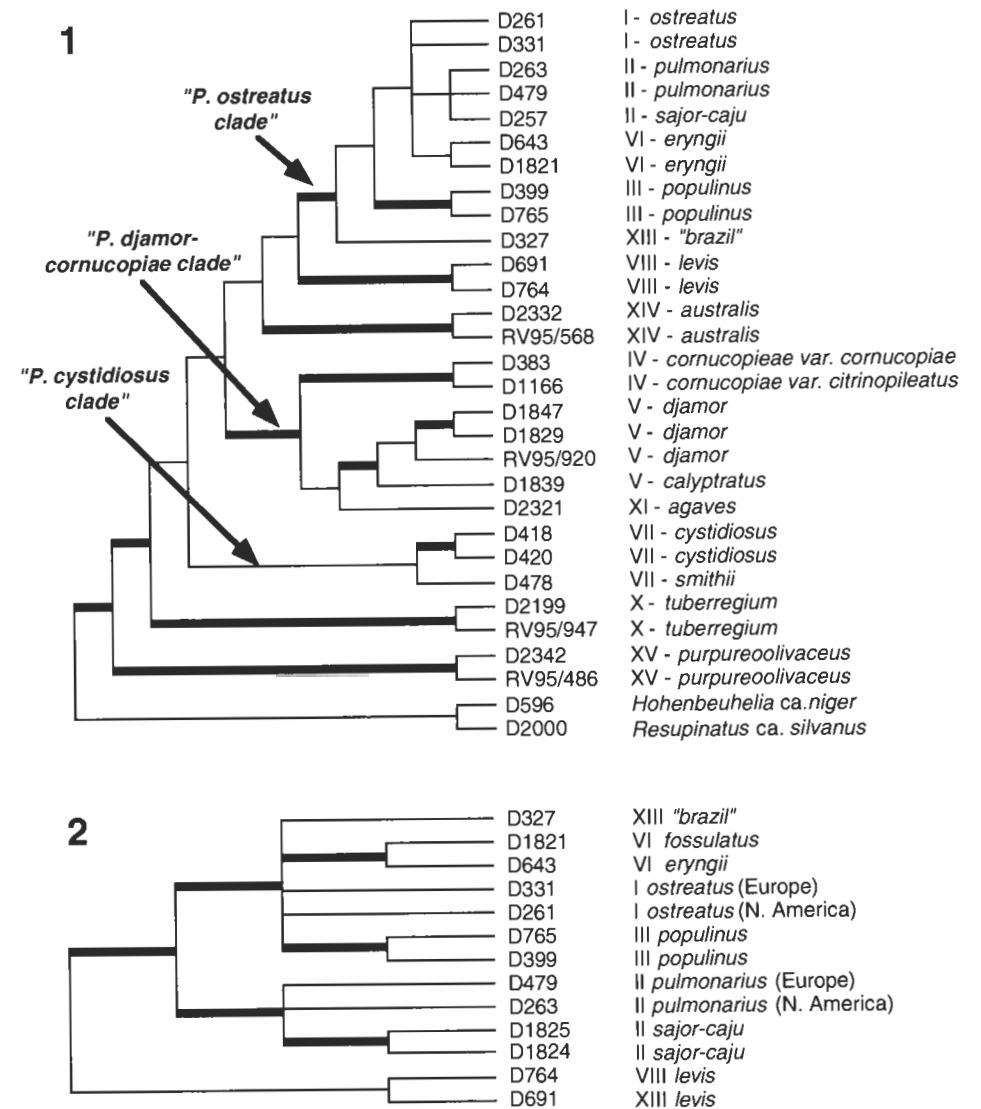 1
"P. ostreatus
clade"
"P. djamor-
cornucopiae clade"
"P. cystidiosus
clade"
D261 I - ostreatus
D331 I - ostreatus
D263 II - pulmonarius
D479 II - pulmonarius
D257 II - sajor-caju
D643 VI - eryngii
D1821 VI - eryngii
D399 III - populinus
D765 III - populinus
D327 XIII - "brazil"
D691 VIII - levis
D764 VIII - levis
D2332 XIV - australis
RV95/568 XIV - australis
D383 IV - cornucopieae var. cornucopiae
D1166 IV - cornucopiae var. citrinopileatus
D1847 V - djamor
D1829 V - djamor
RV95/920 V - djamor
D1839 V - calyptratus
D2321 XI - agaves
D418 VII - cystidiosus
D420 VII - cystidiosus
D478 VII - smithii
D2199 X - tuberregium
RV95/947 X - tuberregium
D2342 XV - purpureoolivaceus
RV95/486 XV - purpureoolivaceus
D596 Hohenbeuhelia ca.niger
D2000 Resupinatus ca. silvanus
2
D327 XIII "brazil"
D1821 VI fossulatus
D643 VI eryngii
D331 I ostreatus (Europe)
D261 I ostreatus (N. America)
D765 III populinus
D399 III populinus
D479 II pulmonarius (Europe)
D263 II pulmonarius (N. America)
D1825 II sajor-caju
D1824 II sajor-caju
D764 VIII levis
D691 XIII levis